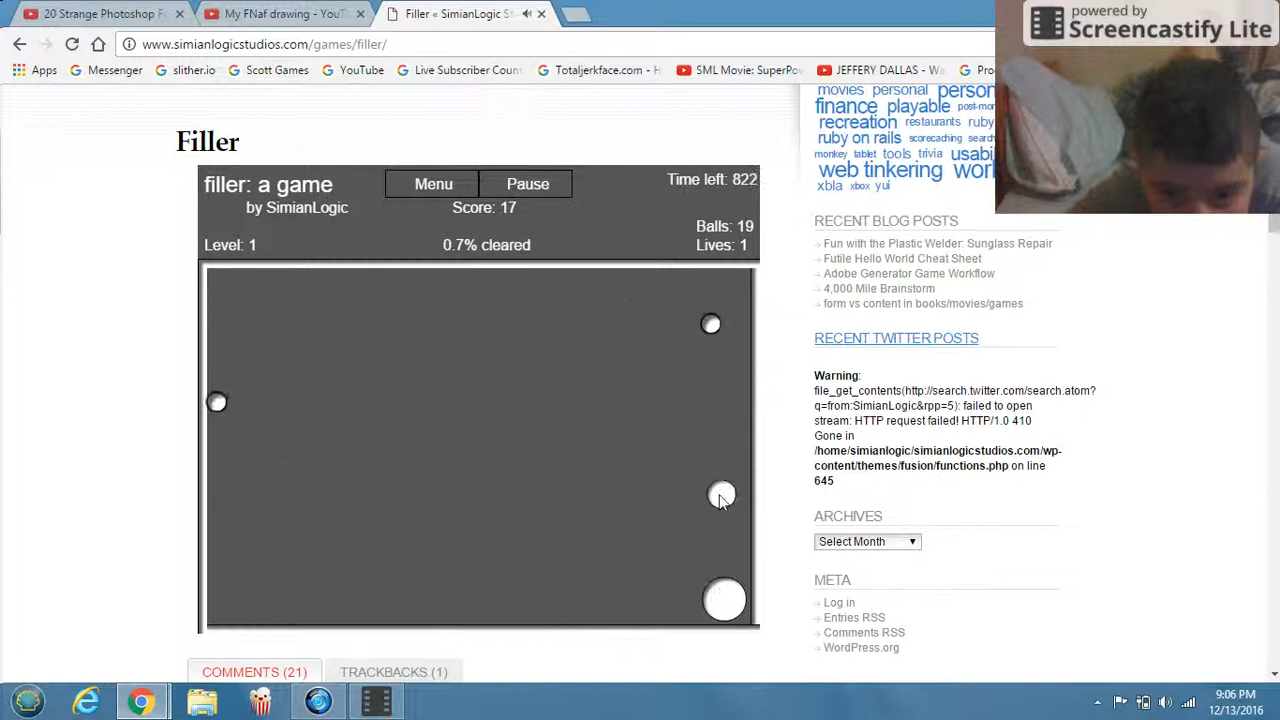 20 Strange Photoshop F
My FNaf drawing - YouT
Filler « SimianLogic St
powered by
Screencastify Lite
www.simianlogicstudios.com/games/filler/
Apps
Messenger
slither.io
Scott Games
YouTube
Live Subscriber Count
Totaljerkface.com - H
SML Movie: SuperPow
JEFFERY DALLAS - Wa
Filler
filler: a game
Menu
Pause
Time left: 822
by SimianLogic
Score: 17
Balls: 19
Level: 1
0.7% cleared
Lives: 1
movies personal
finance playable post-mor
recreation restaurants ruby
ruby on rails scorecaching search
monkey tablet tools trivia
web tinkering
xbla xbox yui
RECENT BLOG POSTS
Fun with the Plastic Welder: Sunglass Repair
Futile Hello World Cheat Sheet
Adobe Generator Game Workflow
4,000 Mile Brainstorm
form vs content in books/movies/games
RECENT TWITTER POSTS
Warning:
file_get_contents(http://search.twitter.com/search.atom?
q=from:SimianLogic&rpp=5): failed to open
stream: HTTP request failed! HTTP/1.0 410
Gone in
/home/simianlogic/simianlogicstudios.com/wp-
content/themes/fusion/functions.php on line
645
ARCHIVES
Select Month
META
Log in
Entries RSS
Comments RSS
WordPress.org
COMMENTS (21)
TRACKBACKS (1)
9:06 PM
12/13/2016